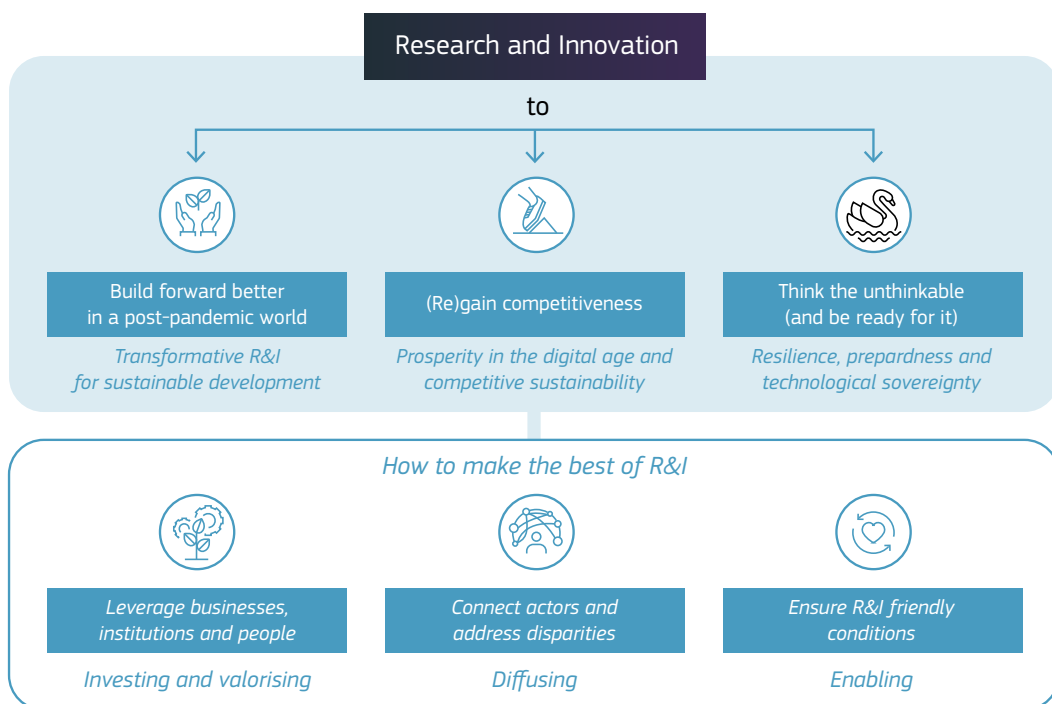 Research and Innovation
to
Build forward better
in a post-pandemic world
Transformative R&I
for sustainable development
(Re)gain competitiveness
Prosperity in the digital age and
competitive sustainability
Think the unthinkable
(and be ready for it)
Resilience, prepardness and
technological sovereignty
How to make the best of R&I
Leverage businesses,
institutions and people
Investing and valorising
Connect actors and
address disparities
Diffusing
Ensure R&I friendly
conditions
Enabling